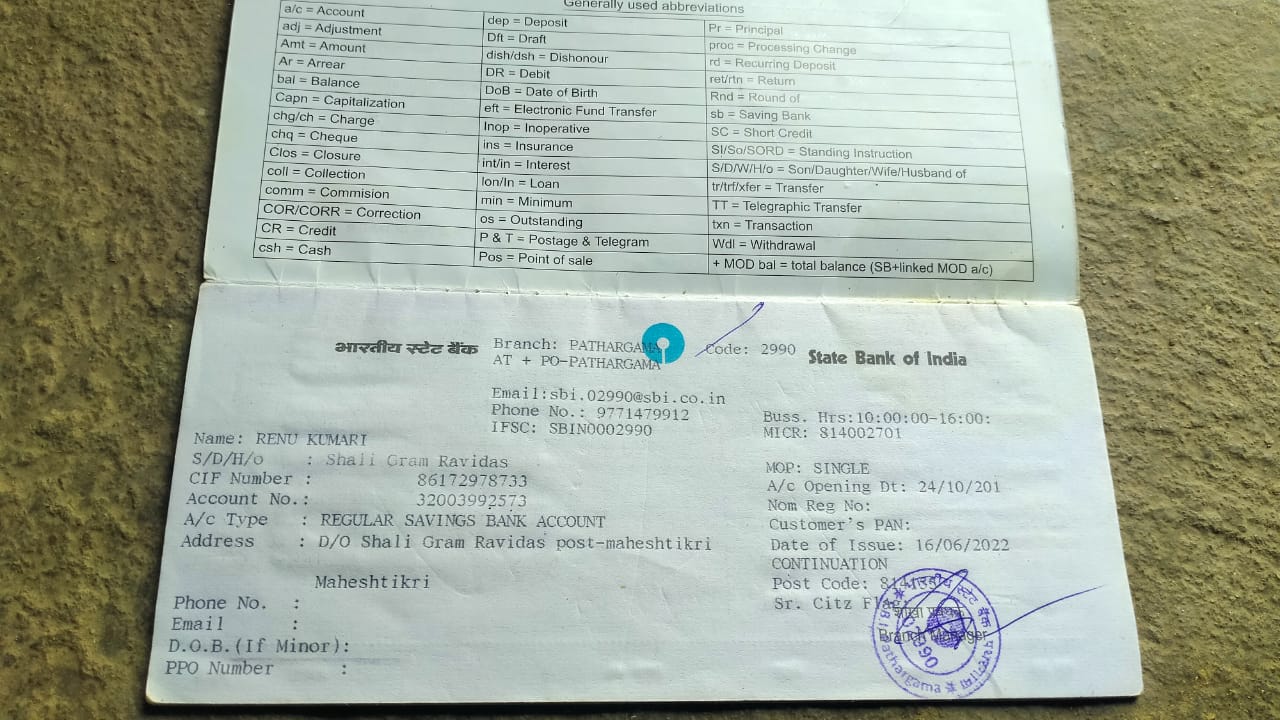 Generally used abbreviations
a/c = Account
adj = Adjustment
Amt = Amount
Ar = Arrear
bal = Balance
Capn = Capitalization
chg/ch = Charge
chq = Cheque
Clos = Closure
coll = Collection
comm = Commision
COR/CORR = Correction
CR = Credit
csh = Cash
dep = Deposit
Dft = Draft
dish/dsh = Dishonour
DR = Debit
DoB = Date of Birth
eft = Electronic Fund Transfer
Inop = Inoperative
ins = Insurance
int/in = Interest
lon/ln = Loan
min = Minimum
os = Outstanding
P & T = Postage & Telegram
Pos = Point of sale
Pr = Principal
proc = Processing Change
rd = Recurring Deposit
ret/rtn = Return
Rnd = Round of
sb = Saving Bank
SC = Short Credit
SI/So/SORD = Standing Instruction
S/D/W/H/o = Son/Daughter/Wife/Husband of
tr/trf/xfer = Transfer
TT = Telegraphic Transfer
txn = Transaction
Wdl = Withdrawal
+ MOD bal = total balance (SB+linked MOD a/c)
भारतीय स्टेट बैंक
Branch: PATHARGAMA Code: 2990
State Bank of India
AT + PO-PATHARGAMA
Email:sbi.02990@sbi.co.in
Phone No.: 9771479912
IFSC: SBIN0002990
Buss. Hrs:10:00:00-16:00:
MICR: 814002701
Name: RENU KUMARI
S/D/H/o : Shali Gram Ravidas
CIF Number : 86172978733
Account No.: 32003992573
A/c Type : REGULAR SAVINGS BANK ACCOUNT
Address : D/O Shali Gram Ravidas post-maheshtikri
Maheshtikri
Phone No. :
Email :
D.O.B.(If Minor):
PPO Number :
MOP: SINGLE
A/c Opening Dt: 24/10/201
Nom Reg No:
Customer's PAN:
Date of Issue: 16/06/2022
CONTINUATION
Post Code:
Sr. Citz Flag:
शाखा प्रबंधक
Branch Manager